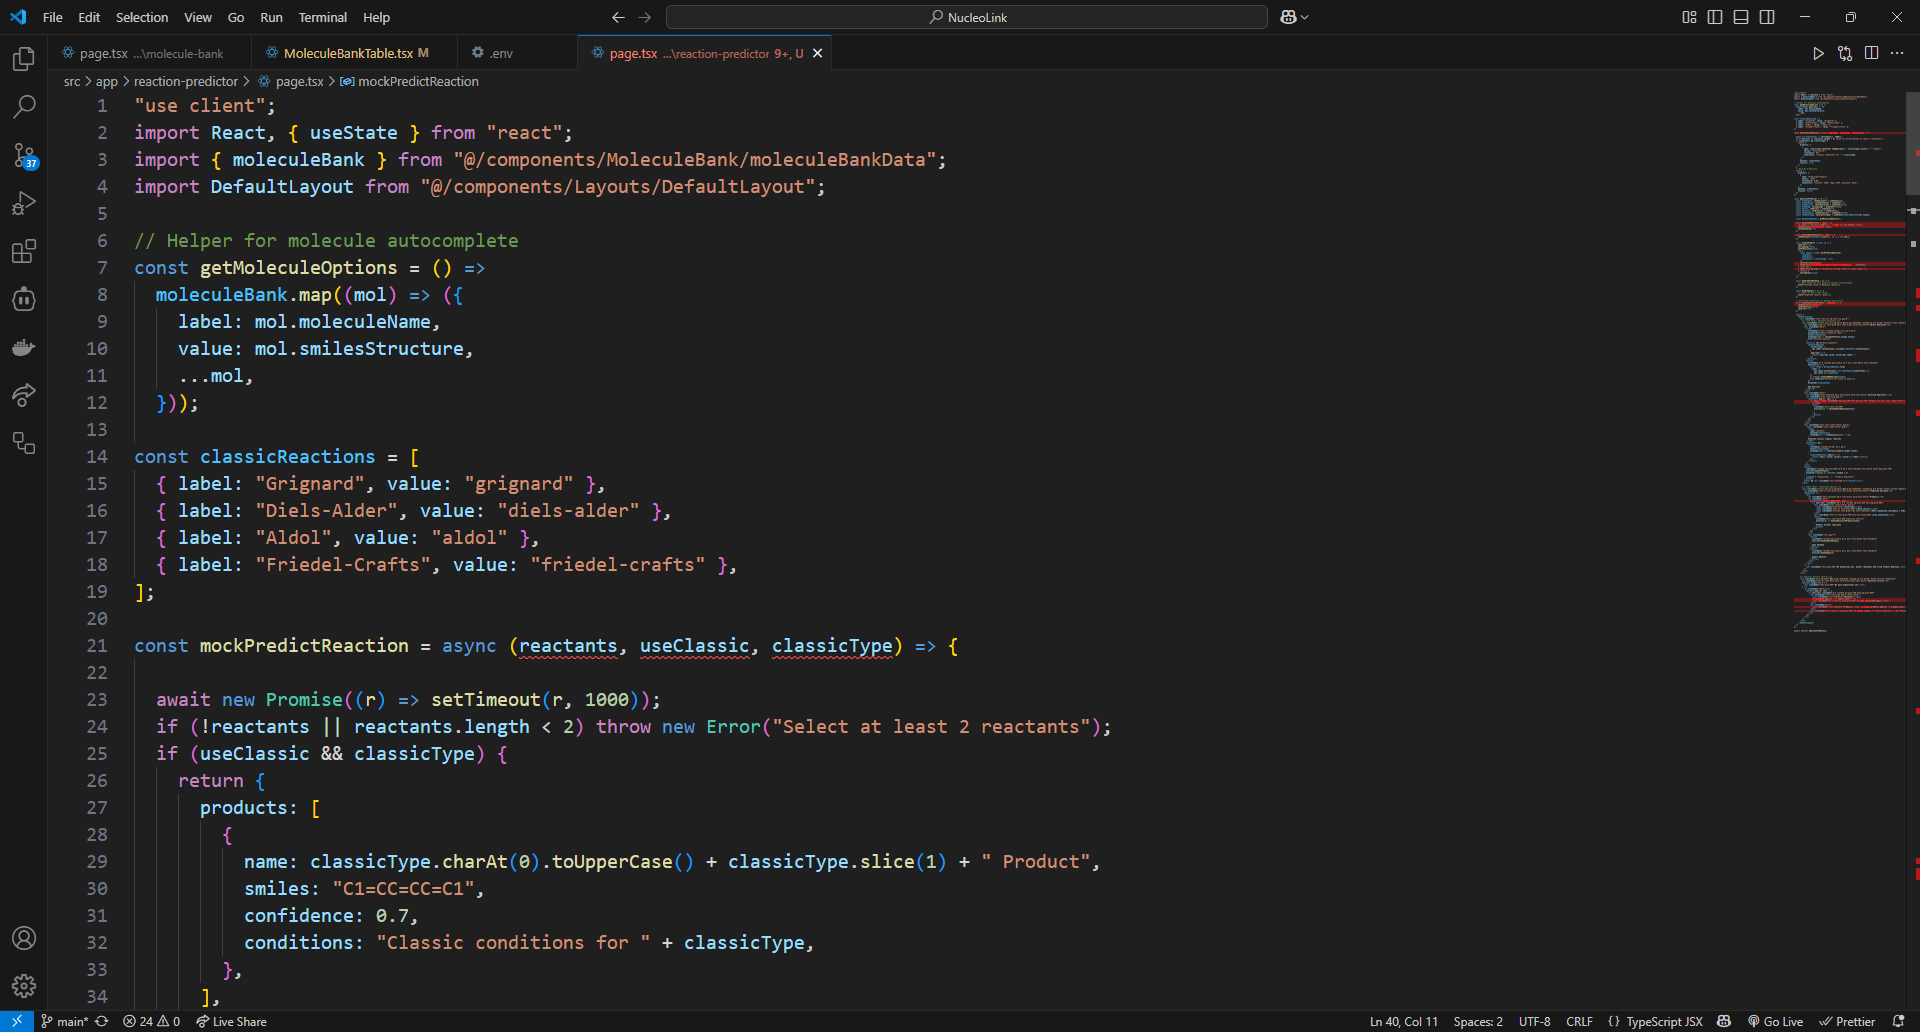 File Edit Selection View Go Run Terminal Help
NucleoLink
page.tsx ...\molecule-bank
MoleculeBankTable.tsx M
.env
page.tsx ...\reaction-predictor 9+, U
src > app > reaction-predictor > page.tsx > mockPredictReaction
1 "use client";
2 import React, { useState } from "react";
3 import { moleculeBank } from "@/components/MoleculeBank/moleculeBankData";
4 import DefaultLayout from "@/components/Layouts/DefaultLayout";
5
6 // Helper for molecule autocomplete
7 const getMoleculeOptions = () =>
8 moleculeBank.map((mol) => ({
9 label: mol.moleculeName,
10 value: mol.smilesStructure,
11 ...mol,
12 }));
13
14 const classicReactions = [
15 { label: "Grignard", value: "grignard" },
16 { label: "Diels-Alder", value: "diels-alder" },
17 { label: "Aldol", value: "aldol" },
18 { label: "Friedel-Crafts", value: "friedel-crafts" },
19 ];
20
21 const mockPredictReaction = async (reactants, useClassic, classicType) => {
22
23 await new Promise((r) => setTimeout(r, 1000));
24 if (!reactants || reactants.length < 2) throw new Error("Select at least 2 reactants");
25 if (useClassic && classicType) {
26 return {
27 products: [
28 {
29 name: classicType.charAt(0).toUpperCase() + classicType.slice(1) + " Product",
30 smiles: "C1=CC=CC=C1",
31 confidence: 0.7,
32 conditions: "Classic conditions for " + classicType,
33 },
34 ],
37
main* 24 0 Live Share
Ln 40, Col 11 Spaces: 2 UTF-8 CRLF {} TypeScript JSX Go Live Prettier